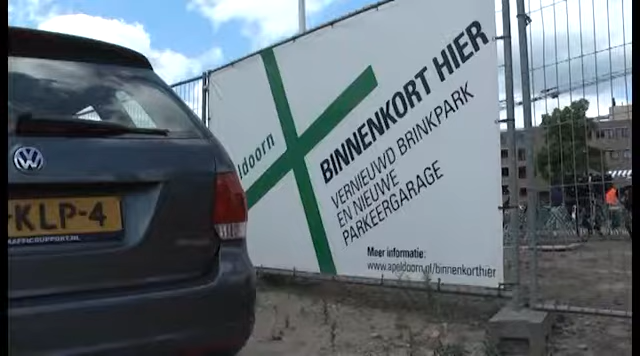 ldoorn
BINNENKORT HIER
VERNIEUWD BRINKPARK
EN NIEUWE
PARKEERGARAGE
Meer informatie:
www.apeldoorn.nl/binnenkorthier
KLP-4